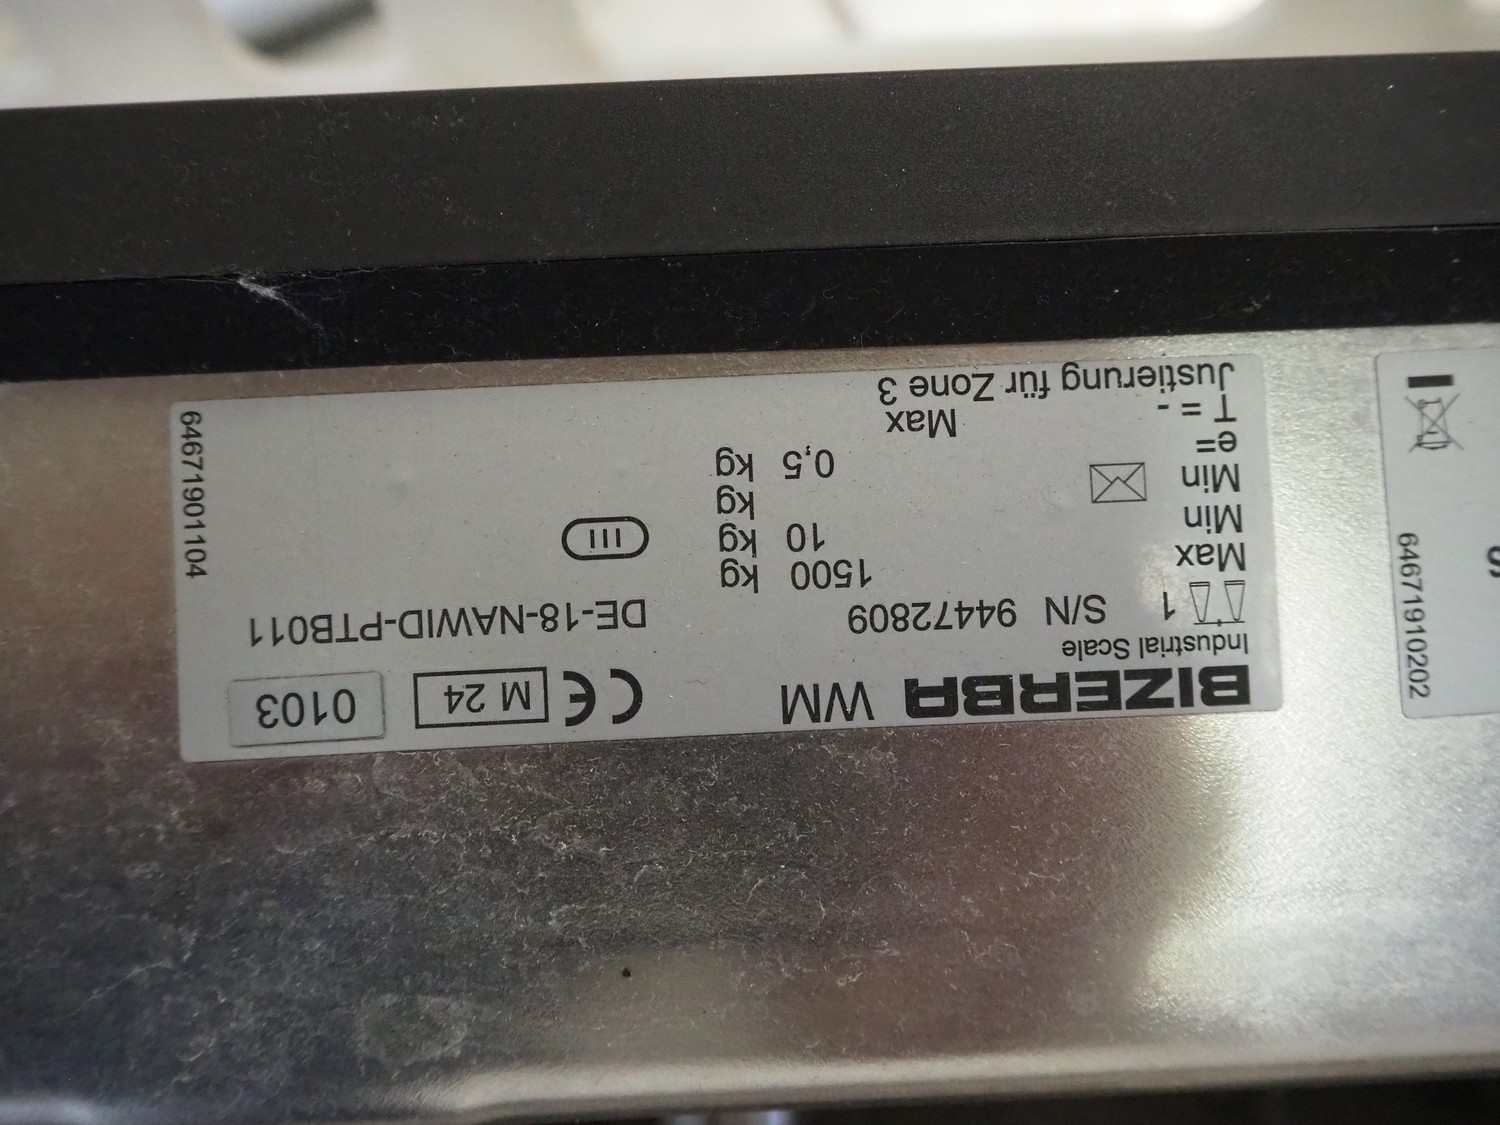 BIZERBA WM
Industrial Scale
1 S/N 94472809
Max 1500 kg
Min 10 kg
Min kg
e= 0,5 kg
T = - Max
Justierung für Zone 3
CE M 24 0103
DE-18-NAWID-PTB011
III
64671901104
64671910202
S